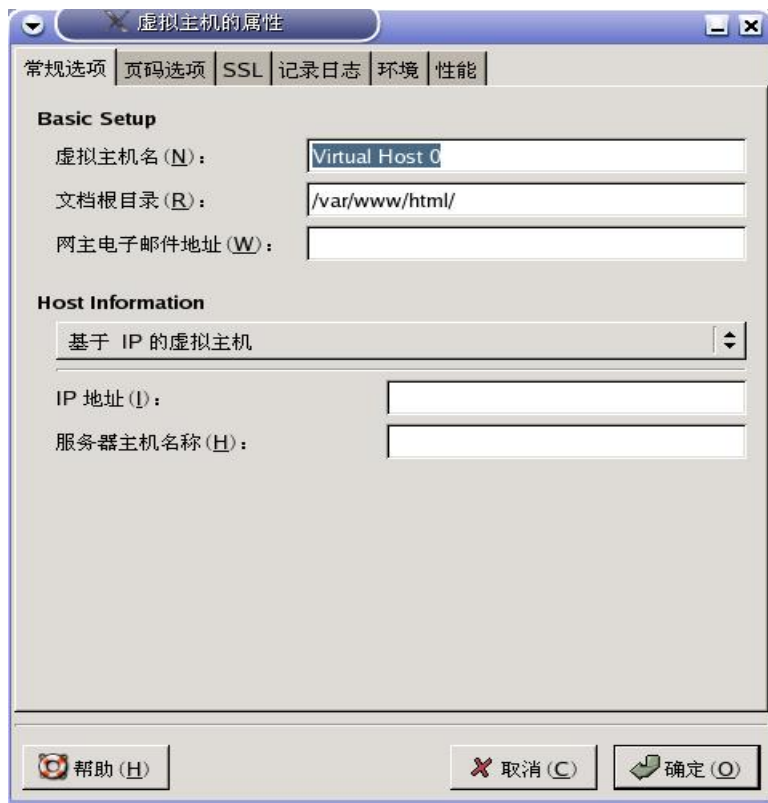 虚拟主机的属性
常规选项 页码选项 SSL 记录日志 环境 性能
Basic Setup
虚拟主机名(N): Virtual Host 0
文档根目录(R): /var/www/html/
网主电子邮件地址(W):
Host Information
基于 IP 的虚拟主机
IP 地址(I):
服务器主机名称(H):
帮助(H) 取消(C) 确定(O)